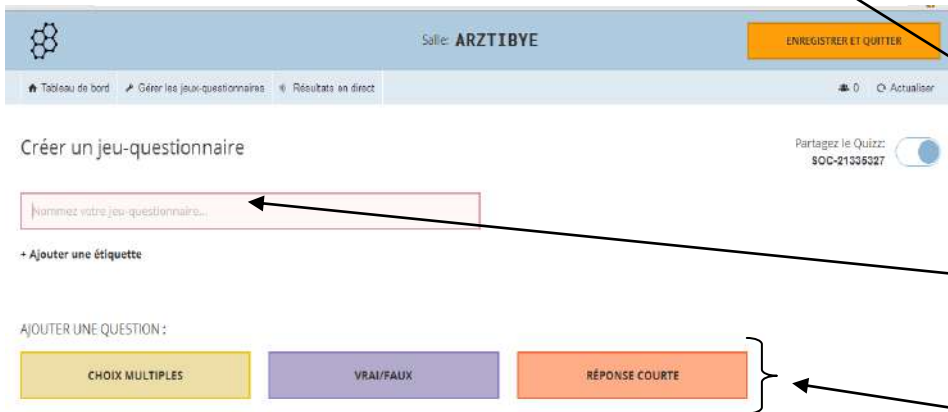 Salle: ARZTIBYE
ENREGISTRER ET QUITTER
Tableau de bord Gérer les jeux-questionnaires Résultats en direct 0 Actualiser
Créer un jeu-questionnaire
Partagez le Quizz:
SOC-21335327
Nommez votre jeu-questionnaire...
+ Ajouter une étiquette
AJOUTER UNE QUESTION :
CHOIX MULTIPLES VRAI/FAUX RÉPONSE COURTE